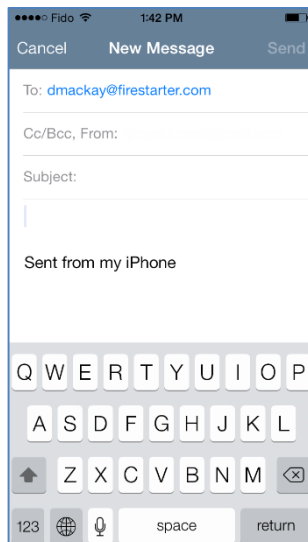 Fido 1:42 PM
Cancel New Message Send
To: dmackay@firestarter.com
Cc/Bcc, From:
Subject:
Sent from my iPhone
Q W E R T Y U I O P
A S D F G H J K L
Z X C V B N M
123 space return